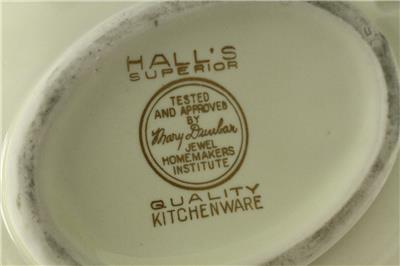 HALL'S
SUPERIOR
TESTED
AND APPROVED
BY
Mary Dunbar
JEWEL
HOMEMAKERS
INSTITUTE
QUALITY
KITCHENWARE